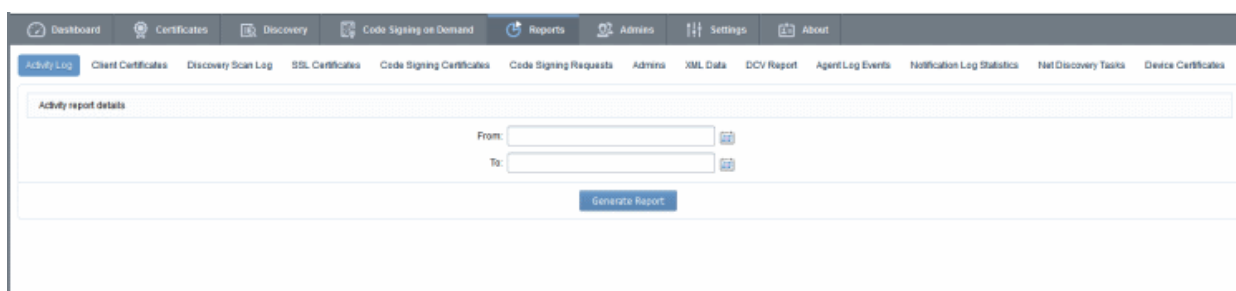 Dashboard Certificates Discovery Code Signing on Demand Reports Admins Settings About
Activity Log Client Certificates Discovery Scan Log SSL Certificates Code Signing Certificates Code Signing Requests Admins XML Data DCV Report Agent Log Events Notification Log Statistics Net Discovery Tasks Device Certificates
Activity report details
From:
To:
Generate Report